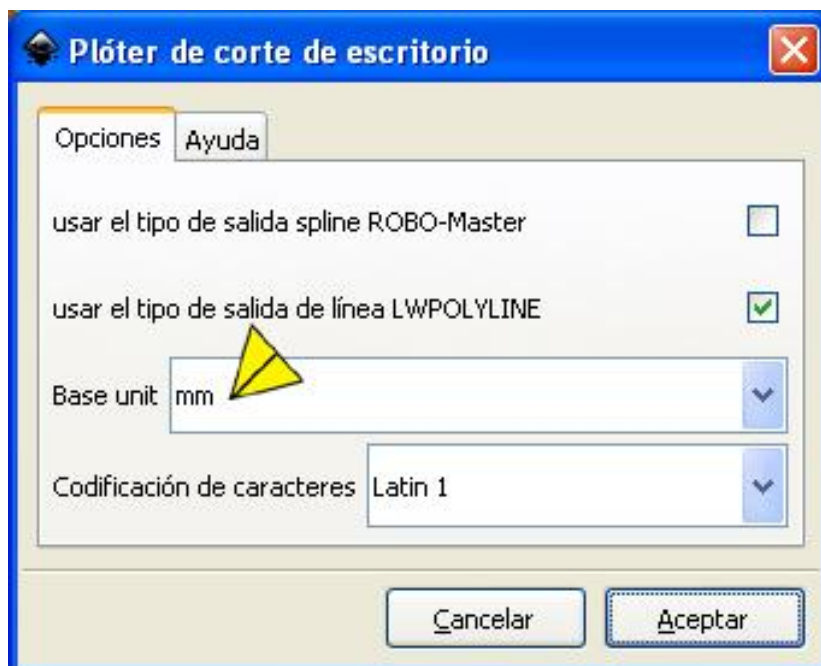 Plóter de corte de escritorio
Opciones Ayuda
usar el tipo de salida spline ROBO-Master
usar el tipo de salida de línea LWPOLYLINE
Base unit mm
Codificación de caracteres Latin 1
Cancelar Aceptar